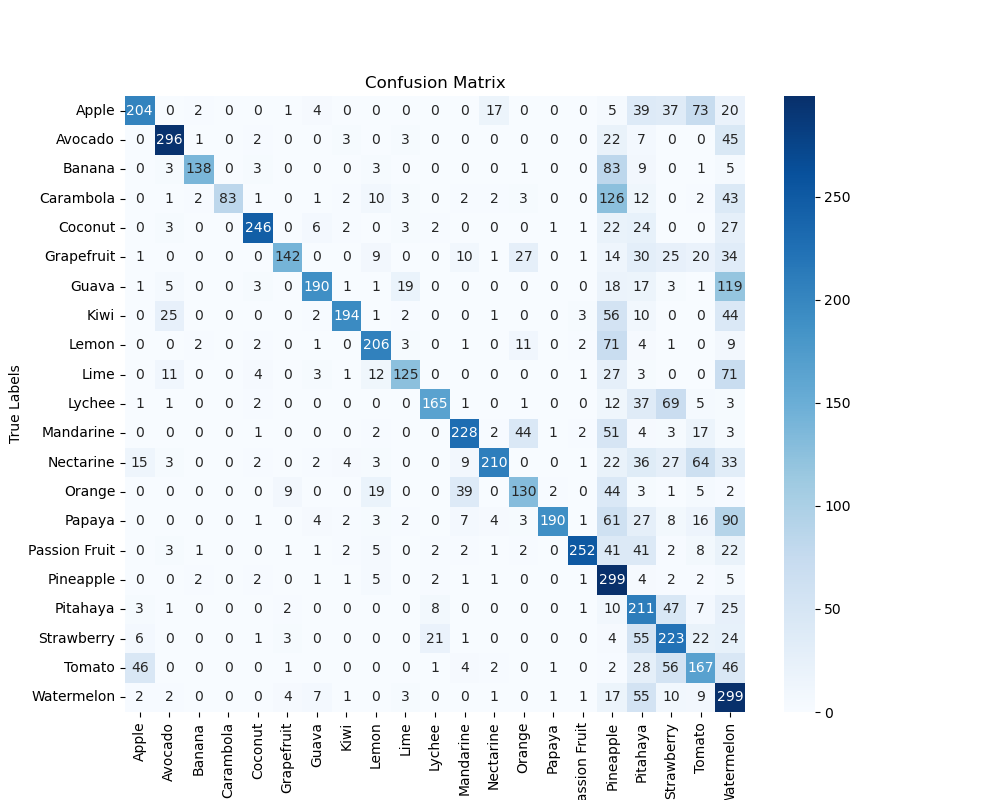 Confusion Matrix
Apple 204 0 2 0 0 1 4 0 0 0 0 0 17 0 0 0 5 39 37 73 20
Avocado 0 296 1 0 2 0 0 3 0 3 0 0 0 0 0 0 22 7 0 0 45
Banana 0 3 138 0 3 0 0 0 3 0 0 0 0 1 0 0 83 9 0 1 5
Carambola 0 1 2 83 1 0 1 2 10 3 0 2 2 3 0 0 126 12 0 2 43
Coconut 0 3 0 0 246 0 6 2 0 3 2 0 0 0 1 1 22 24 0 0 27
Grapefruit 1 0 0 0 0 142 0 0 9 0 0 10 1 27 0 1 14 30 25 20 34
Guava 1 5 0 0 3 0 190 1 1 19 0 0 0 0 0 0 18 17 3 1 119
Kiwi 0 25 0 0 0 0 2 194 1 2 0 0 1 0 0 3 56 10 0 0 44
Lemon 0 0 2 0 2 0 1 0 206 3 0 1 0 11 0 2 71 4 1 0 9
Lime 0 11 0 0 4 0 3 1 12 125 0 0 0 0 0 1 27 3 0 0 71
Lychee 1 1 0 0 2 0 0 0 0 0 165 1 0 1 0 0 12 37 69 5 3
Mandarine 0 0 0 0 1 0 0 0 2 0 0 228 2 44 1 2 51 4 3 17 3
Nectarine 15 3 0 0 2 0 2 4 3 0 0 9 210 0 0 1 22 36 27 64 33
Orange 0 0 0 0 0 9 0 0 19 0 0 39 0 130 2 0 44 3 1 5 2
Papaya 0 0 0 0 1 0 4 2 3 2 0 7 4 3 190 1 61 27 8 16 90
Passion Fruit 0 3 1 0 0 1 1 2 5 0 2 2 1 2 0 252 41 41 2 8 22
Pineapple 0 0 2 0 2 0 1 1 5 0 0 2 1 1 0 1 299 4 2 2 5
Pitahaya 3 1 0 0 0 2 0 0 0 0 8 0 0 0 0 1 10 211 47 7 25
Strawberry 6 0 0 0 1 3 0 0 0 0 21 1 0 0 0 0 4 55 223 22 24
Tomato 46 0 0 0 0 1 0 0 0 0 1 4 2 0 1 0 2 28 56 167 46
Watermelon 2 2 0 0 0 4 7 1 0 3 0 0 1 0 1 1 17 55 10 9 299
True Labels
Apple
Avocado
Banana
Carambola
Coconut
Grapefruit
Guava
Kiwi
Lemon
Lime
Lychee
Mandarine
Nectarine
Orange
Papaya
Fruit
Pineapple
Pitahaya
Strawberry
Tomato
Watermelon
250
200
150
100
50
0